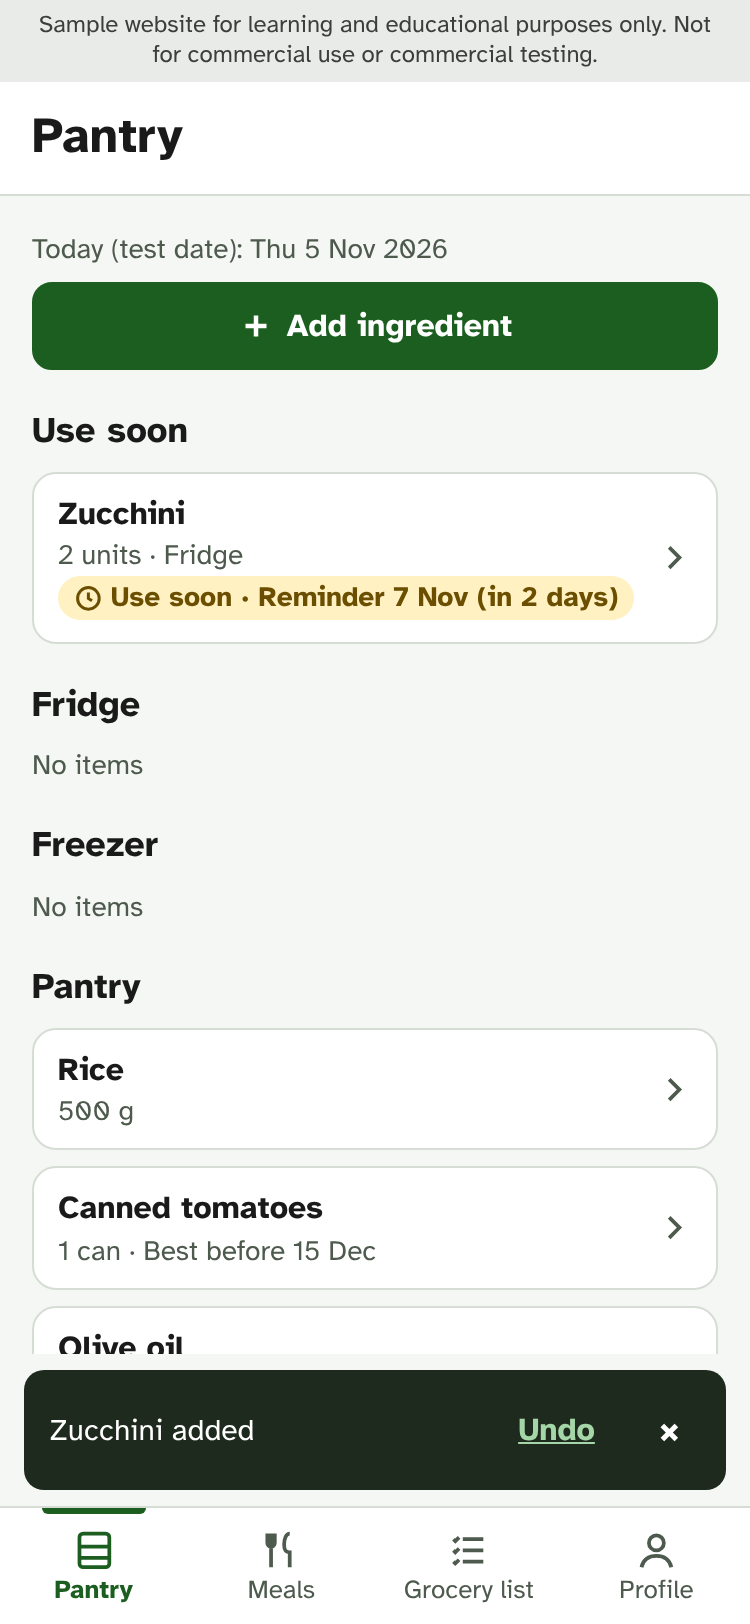 Sample website for learning and educational purposes only. Not
for commercial use or commercial testing.
Pantry
Today (test date): Thu 5 Nov 2026
+ Add ingredient
Use soon
Zucchini
2 units · Fridge
Use soon · Reminder 7 Nov (in 2 days)
Fridge
No items
Freezer
No items
Pantry
Rice
500 g
Canned tomatoes
1 can · Best before 15 Dec
Olive oil
Zucchini added Undo ×
Pantry Meals Grocery list Profile